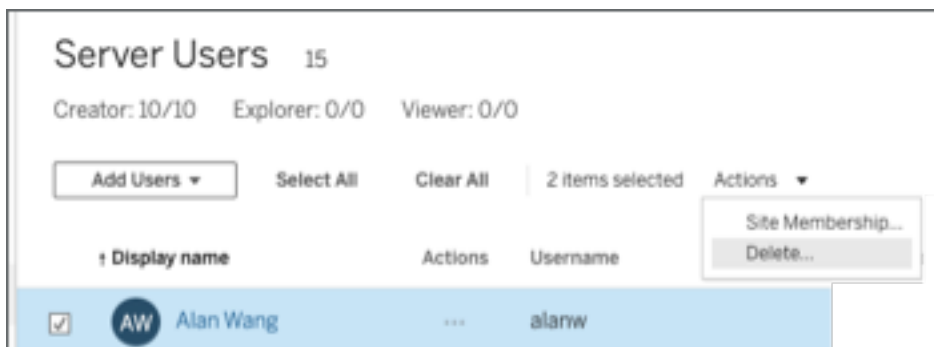 Server Users 15
Creator: 10/10 Explorer: 0/0 Viewer: 0/0
Add Users Select All Clear All 2 items selected Actions
Site Membership...
Delete...
↑ Display name Actions Username
AW Alan Wang ... alanw